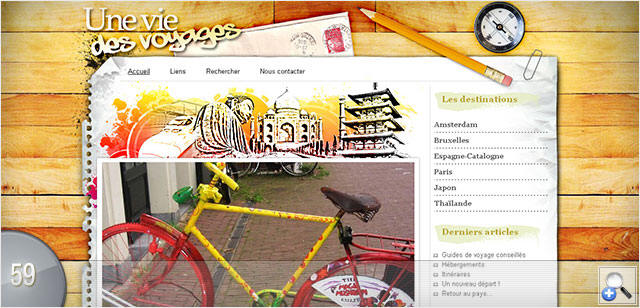 Une vie
des voyages
Accueil
Liens
Rechercher
Nous contacter
Les destinations
Amsterdam
Bruxelles
Espagne-Catalogne
Paris
Japon
Thaïlande
Derniers articles
Guides de voyage conseillés
Hébergements
Itinéraires
Un nouveau départ !
Retour au pays...
59